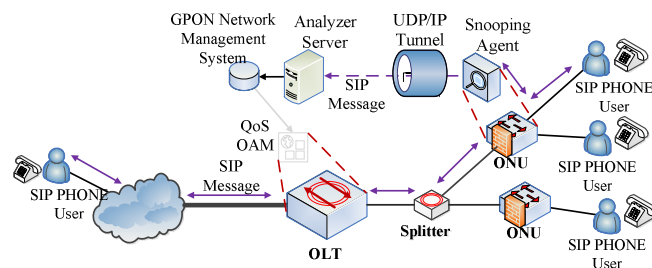 GPON Network
Management
System
Analyzer
Server
UDP/IP
Tunnel
Snooping
Agent
SIP
Message
SIP PHONE
User
QoS
OAM
ONU
SIP PHONE
User
SIP
Message
SIP PHONE
User
OLT
Splitter
ONU
SIP PHONE
User